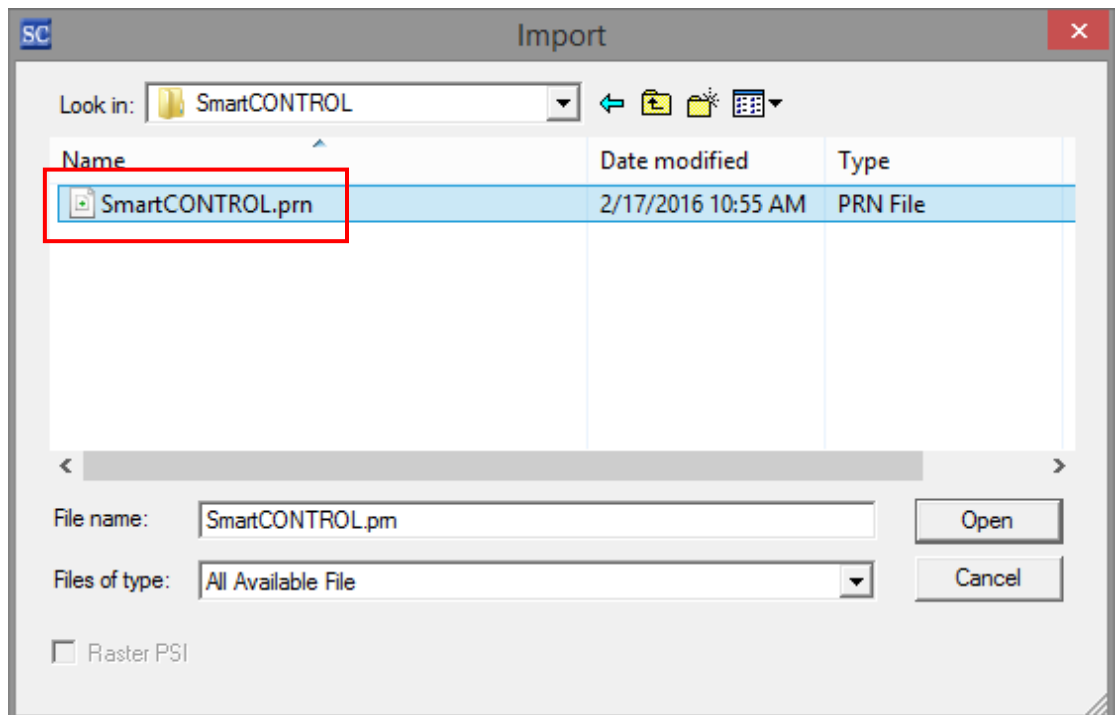 SC Import
Look in: SmartCONTROL
Name Date modified Type
SmartCONTROL.prn 2/17/2016 10:55 AM PRN File
File name: SmartCONTROL.prn Open
Files of type: All Available File Cancel
Raster PSI